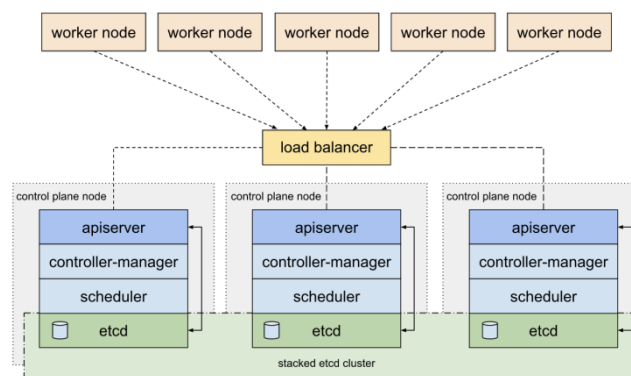 worker node
worker node
worker node
worker node
worker node
load balancer
control plane node
control plane node
control plane node
apiserver
apiserver
apiserver
controller-manager
controller-manager
controller-manager
scheduler
scheduler
scheduler
etcd
etcd
etcd
stacked etcd cluster